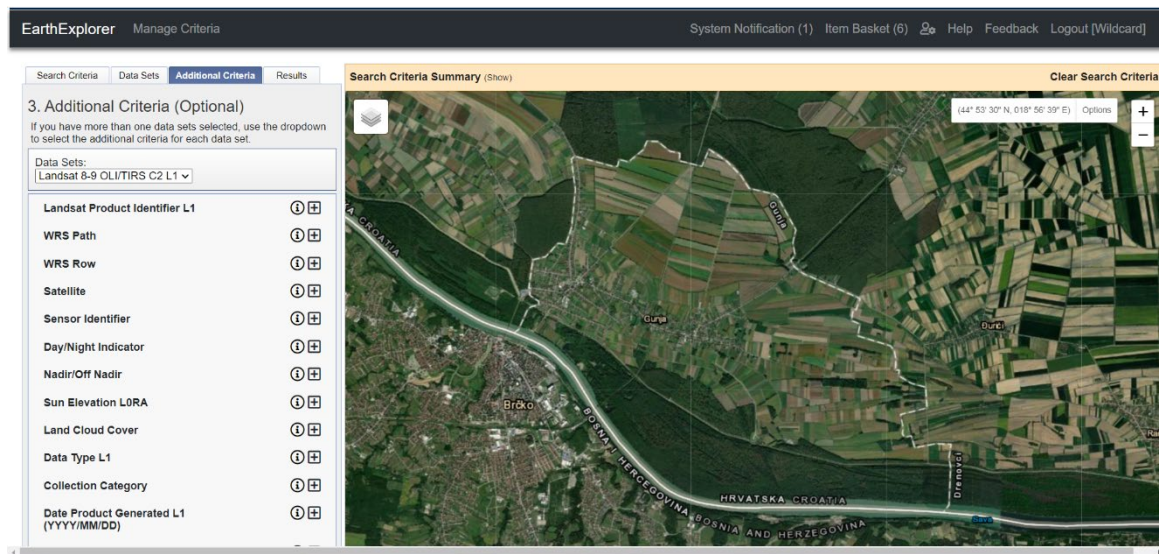 EarthExplorer Manage Criteria System Notification (1) Item Basket (6) Help Feedback Logout [Wildcard]
Search Criteria Data Sets Additional Criteria Results
Search Criteria Summary (Show) Clear Search Criteria
3. Additional Criteria (Optional)
If you have more than one data sets selected, use the dropdown
to select the additional criteria for each data set.
Data Sets:
Landsat 8-9 OLI/TIRS C2 L1
Landsat Product Identifier L1
WRS Path
WRS Row
Satellite
Sensor Identifier
Day/Night Indicator
Nadir/Off Nadir
Sun Elevation L0RA
Land Cloud Cover
Data Type L1
Collection Category
Date Product Generated L1
(YYYY/MM/DD)
(44° 53' 30" N, 018° 56' 39" E) Options
+
−
CROATIA
Gunja
Gunja
Đurići
Brčko
BOSNA I HERCEGOVINA
BOSNIA AND HERZEGOVINA
HRVATSKA CROATIA
Drenovci
Sava